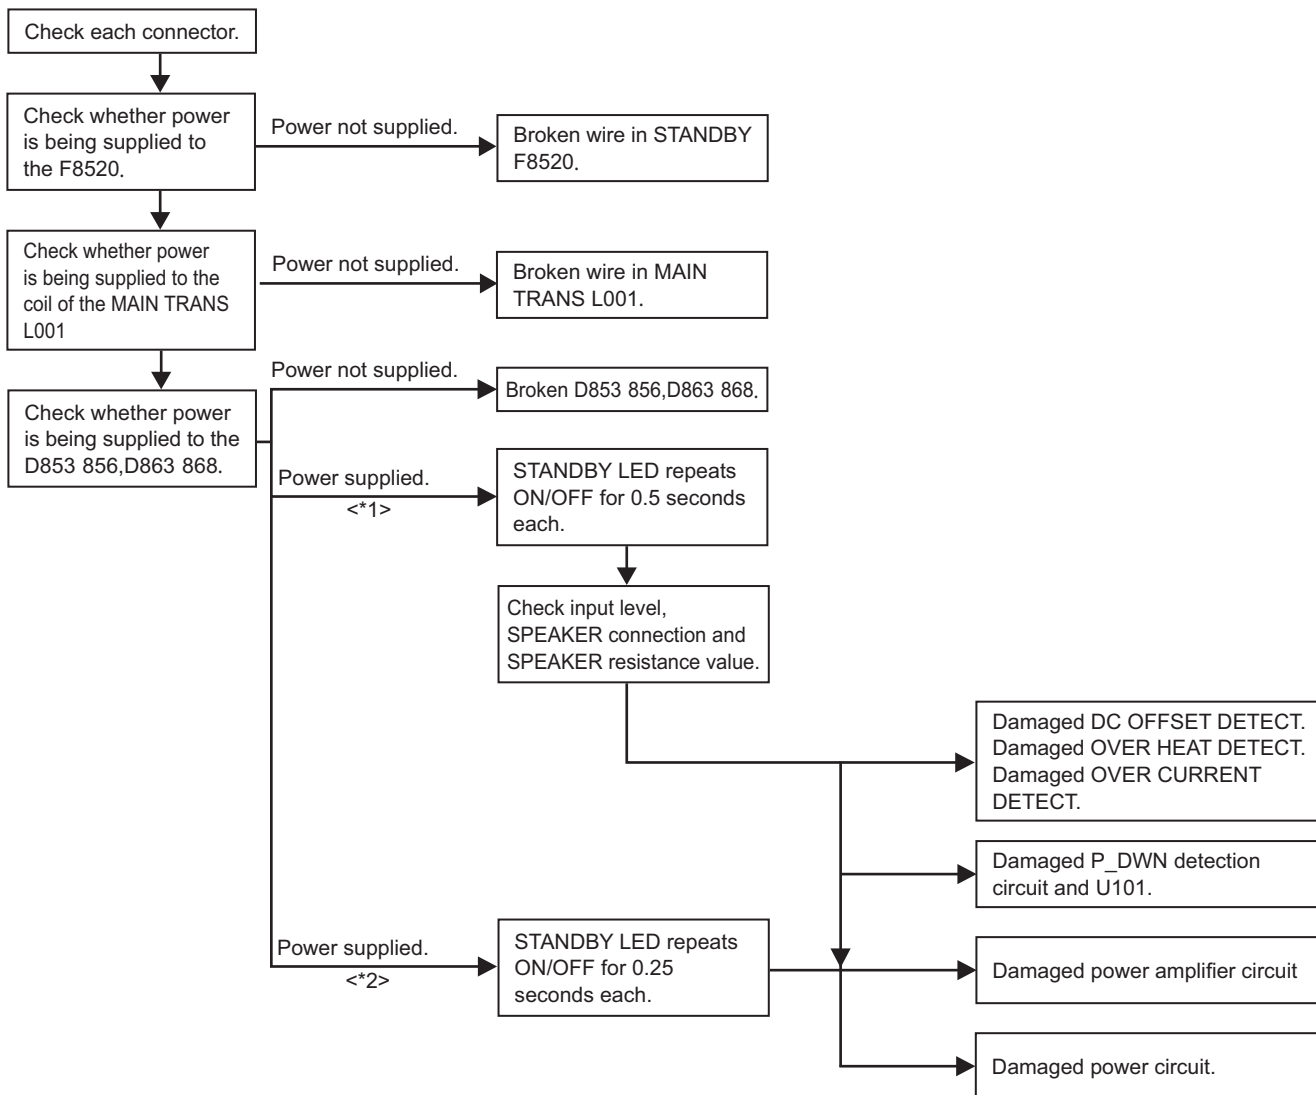 Check each connector.
Check whether power
is being supplied to
the F8520.
Power not supplied.
Broken wire in STANDBY
F8520.
Check whether power
is being supplied to the
coil of the MAIN TRANS
L001
Power not supplied.
Broken wire in MAIN
TRANS L001.
Check whether power
is being supplied to the
D853 856,D863 868.
Power not supplied.
Broken D853 856,D863 868.
Power supplied.
<*1>
STANDBY LED repeats
ON/OFF for 0.5 seconds
each.
Check input level,
SPEAKER connection and
SPEAKER resistance value.
Damaged DC OFFSET DETECT.
Damaged OVER HEAT DETECT.
Damaged OVER CURRENT
DETECT.
Damaged P_DWN detection
circuit and U101.
Power supplied.
<*2>
STANDBY LED repeats
ON/OFF for 0.25
seconds each.
Damaged power amplifier circuit
Damaged power circuit.